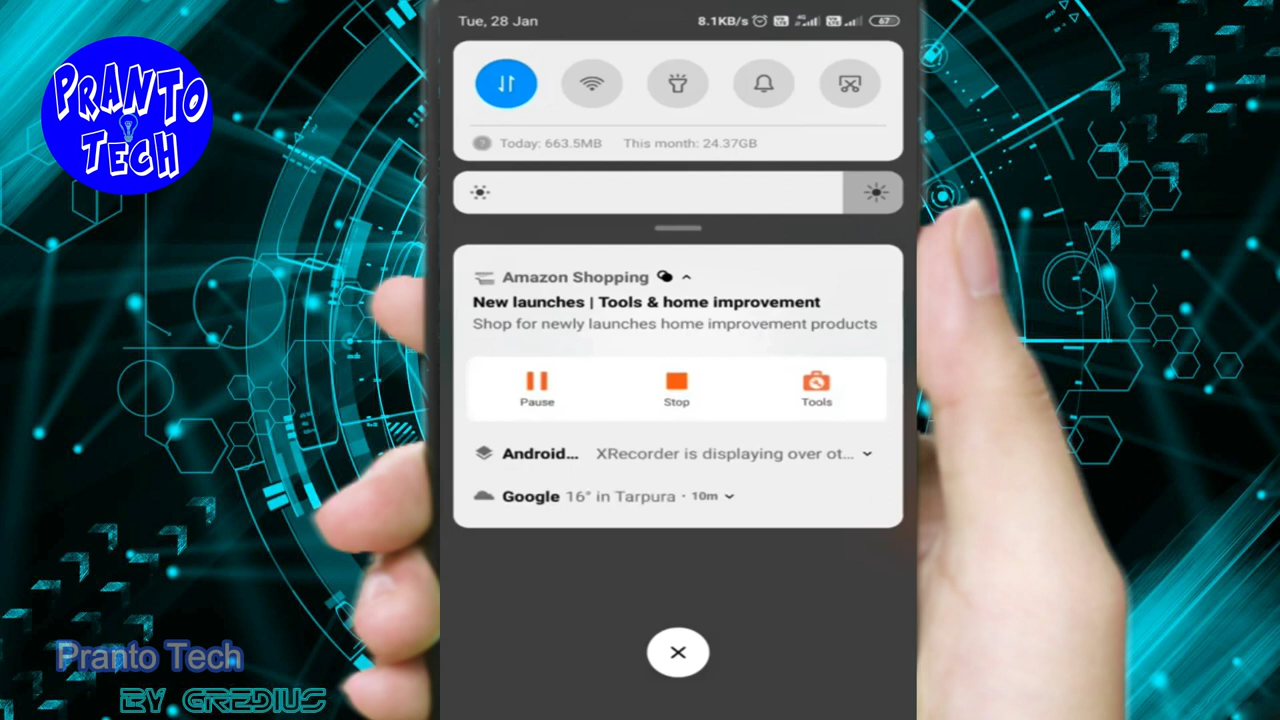 PRANTO
TECH
Tue, 28 Jan
8.1KB/s
67
Today: 663.5MB This month: 24.37GB
Amazon Shopping
New launches | Tools & home improvement
Shop for newly launches home improvement products
Pause Stop Tools
Android... XRecorder is displaying over ot...
Google 16° in Tarpura · 10m
Pranto Tech
BY GREDIUS